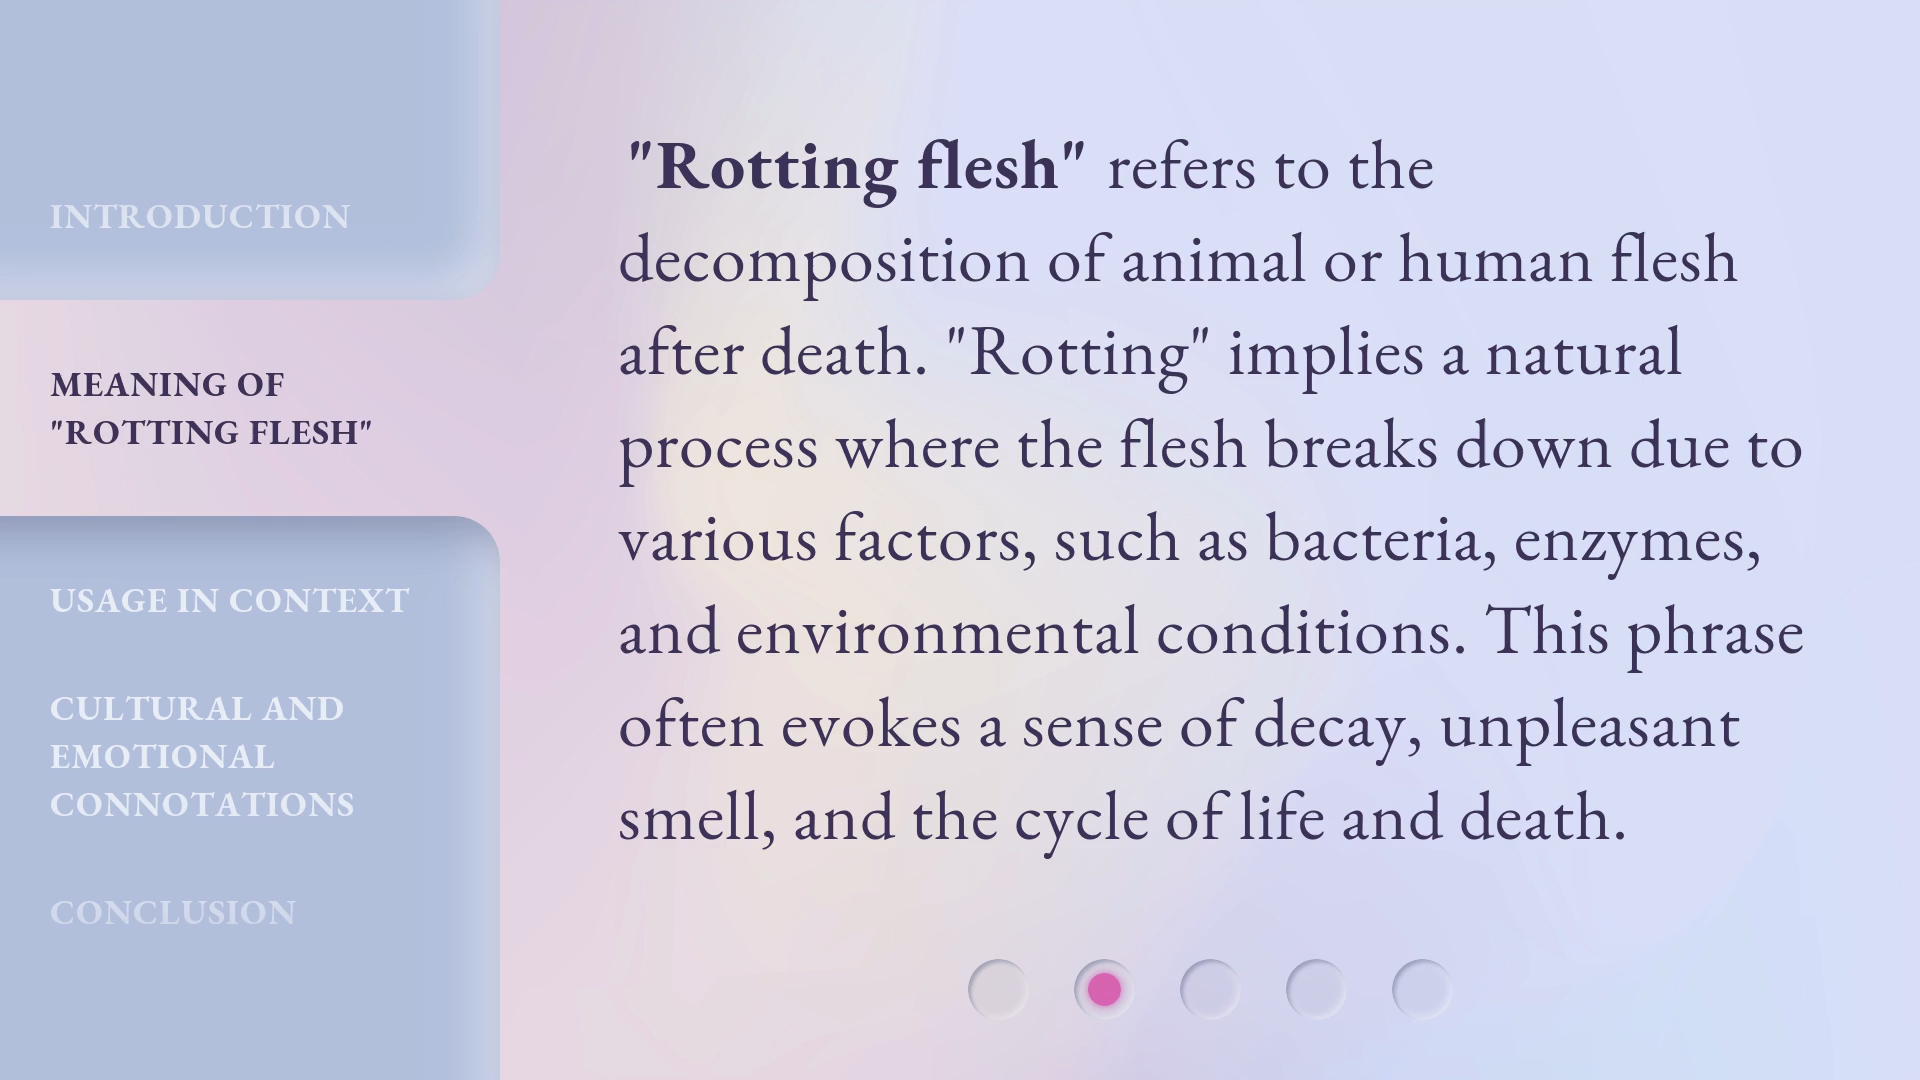 INTRODUCTION
MEANING OF
"ROTTING FLESH"
USAGE IN CONTEXT
CULTURAL AND
EMOTIONAL
CONNOTATIONS
CONCLUSION
"Rotting flesh" refers to the
decomposition of animal or human flesh
after death. "Rotting" implies a natural
process where the flesh breaks down due to
various factors, such as bacteria, enzymes,
and environmental conditions. This phrase
often evokes a sense of decay, unpleasant
smell, and the cycle of life and death.